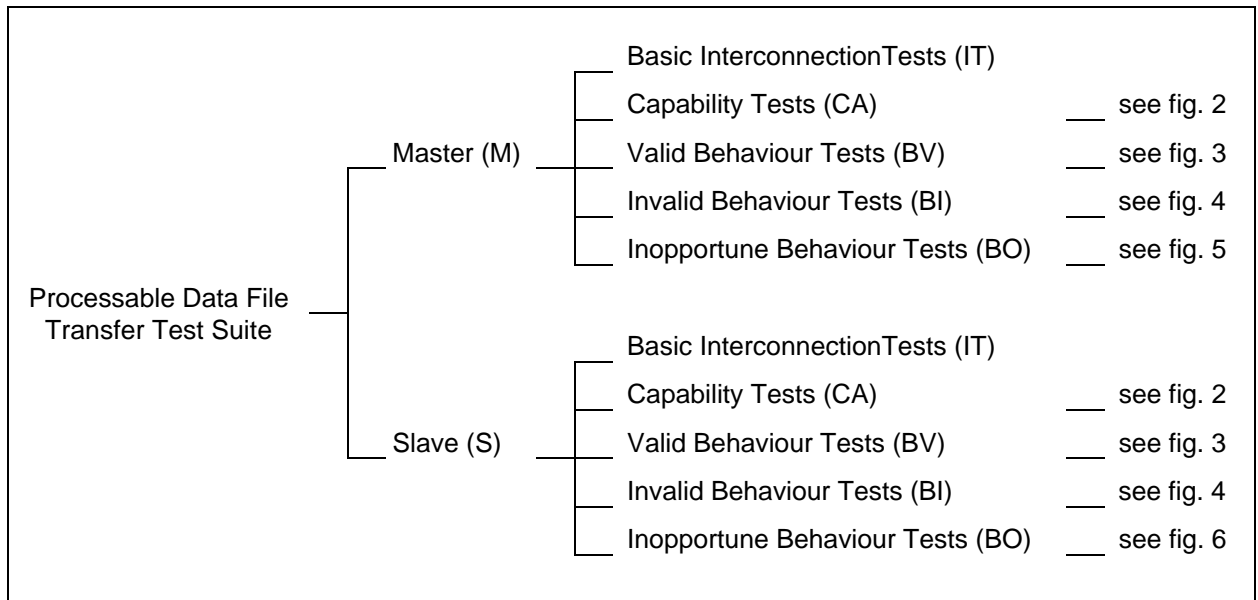 Basic InterconnectionTests (IT)
Capability Tests (CA) see fig. 2
Master (M) Valid Behaviour Tests (BV) see fig. 3
Invalid Behaviour Tests (BI) see fig. 4
Inopportune Behaviour Tests (BO) see fig. 5
Processable Data File
Transfer Test Suite
Basic InterconnectionTests (IT)
Capability Tests (CA) see fig. 2
Slave (S) Valid Behaviour Tests (BV) see fig. 3
Invalid Behaviour Tests (BI) see fig. 4
Inopportune Behaviour Tests (BO) see fig. 6